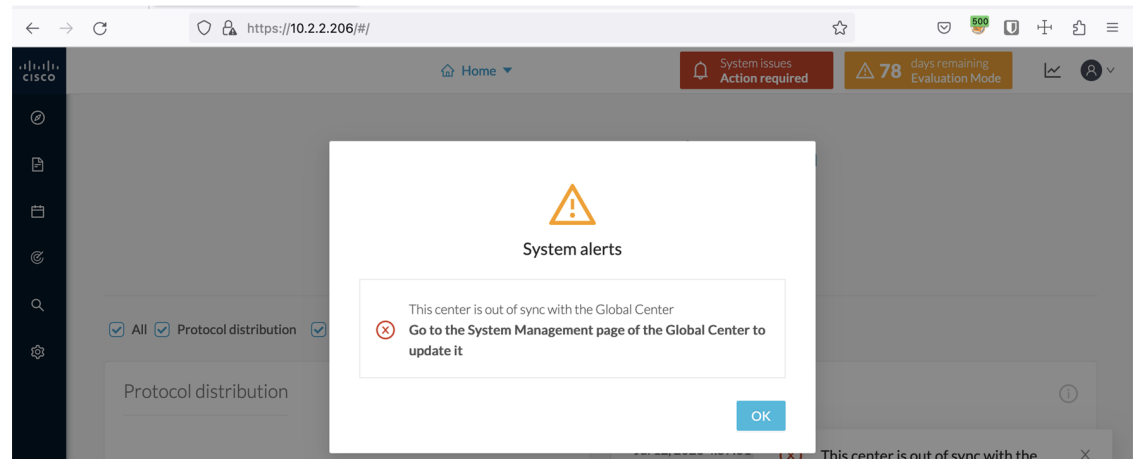 https://10.2.2.206/#/
500
CISCO
Home
System issues
Action required
78 days remaining
Evaluation Mode
System alerts
This center is out of sync with the Global Center
Go to the System Management page of the Global Center to
update it
All Protocol distribution
Protocol distribution
OK
This center is out of sync with the